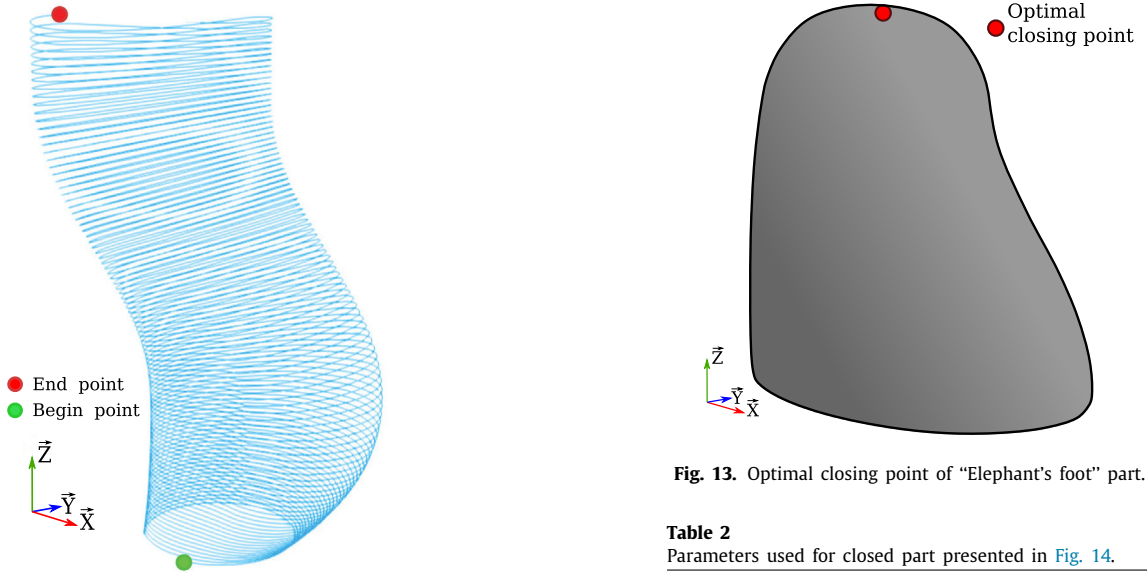 End point
Begin point
Z
Y
X
Optimal
closing point
Z
Y
X
Fig. 13. Optimal closing point of “Elephant’s foot” part.
Table 2
Parameters used for closed part presented in Fig. 14.